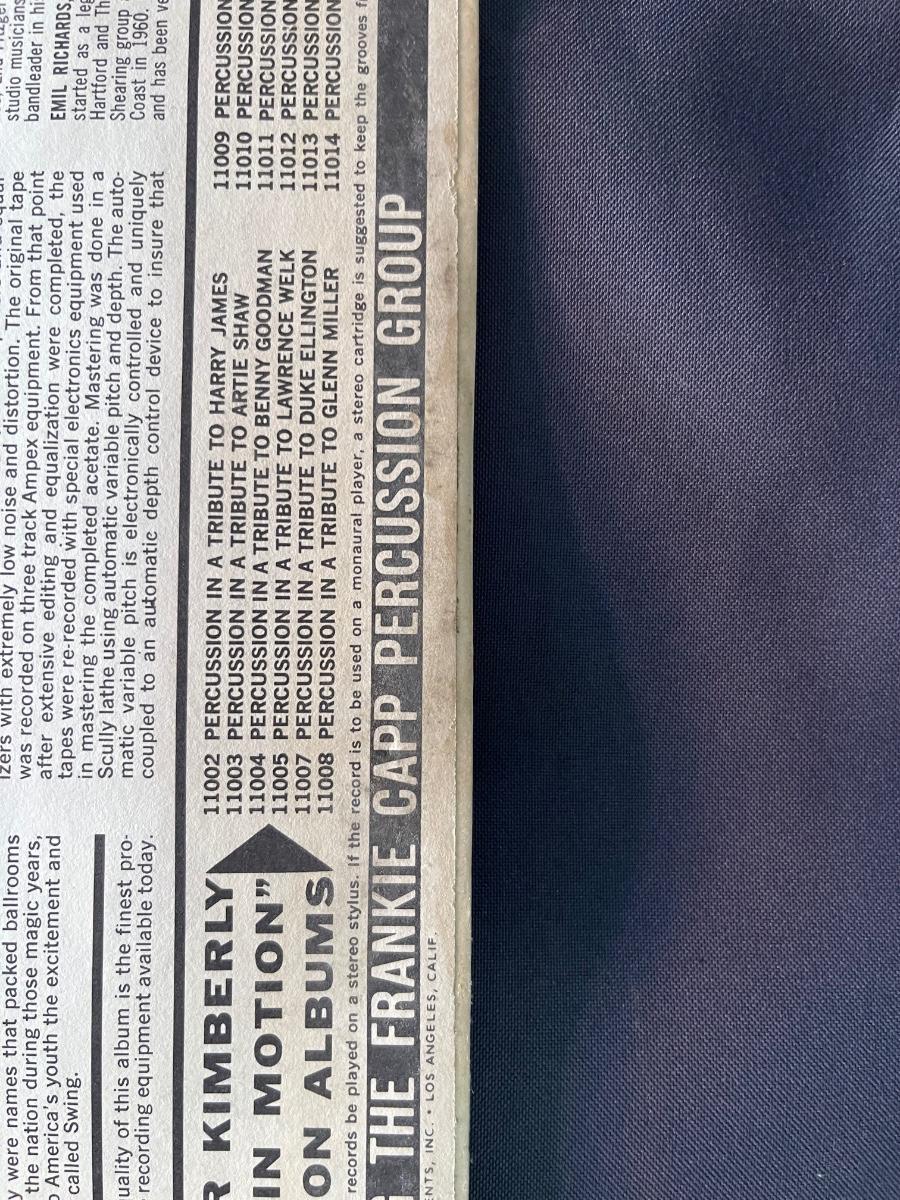 y were names that packed ballrooms
the nation during those magic years,
America's youth the excitement and
called Swing.
uality of this album is the finest pro-
recording equipment available today.
izers with extremely low noise and distortion. The original tape
was recorded on three track Ampex equipment. From that point
after extensive editing and equalization were completed, the
tapes were re-recorded with special electronics equipment used
in mastering the completed acetate. Mastering was done in a
Scully lathe using automatic variable pitch and depth. The auto-
matic variable pitch is electronically controlled and uniquely
coupled to an automatic depth control device to insure that
studio musicians
bandleader in hi
EMIL RICHARDS,
started as a leg
Hartford and Th
Shearing group
Coast in 1960.
and has been ve
R KIMBERLY
IN MOTION"
ON ALBUMS
11002 PERCUSSION IN A TRIBUTE TO HARRY JAMES
11003 PERCUSSION IN A TRIBUTE TO ARTIE SHAW
11004 PERCUSSION IN A TRIBUTE TO BENNY GOODMAN
11005 PERCUSSION IN A TRIBUTE TO LAWRENCE WELK
11007 PERCUSSION IN A TRIBUTE TO DUKE ELLINGTON
11008 PERCUSSION IN A TRIBUTE TO GLENN MILLER
11009 PERCUSSION
11010 PERCUSSION
11011 PERCUSSION
11012 PERCUSSION
11013 PERCUSSION
11014 PERCUSSION
records be played on a stereo stylus. If the record is to be used on a monaural player, a stereo cartridge is suggested to keep the grooves f
G THE FRANKIE CAPP PERCUSSION GROUP
ENTS, INC. • LOS ANGELES, CALIF.